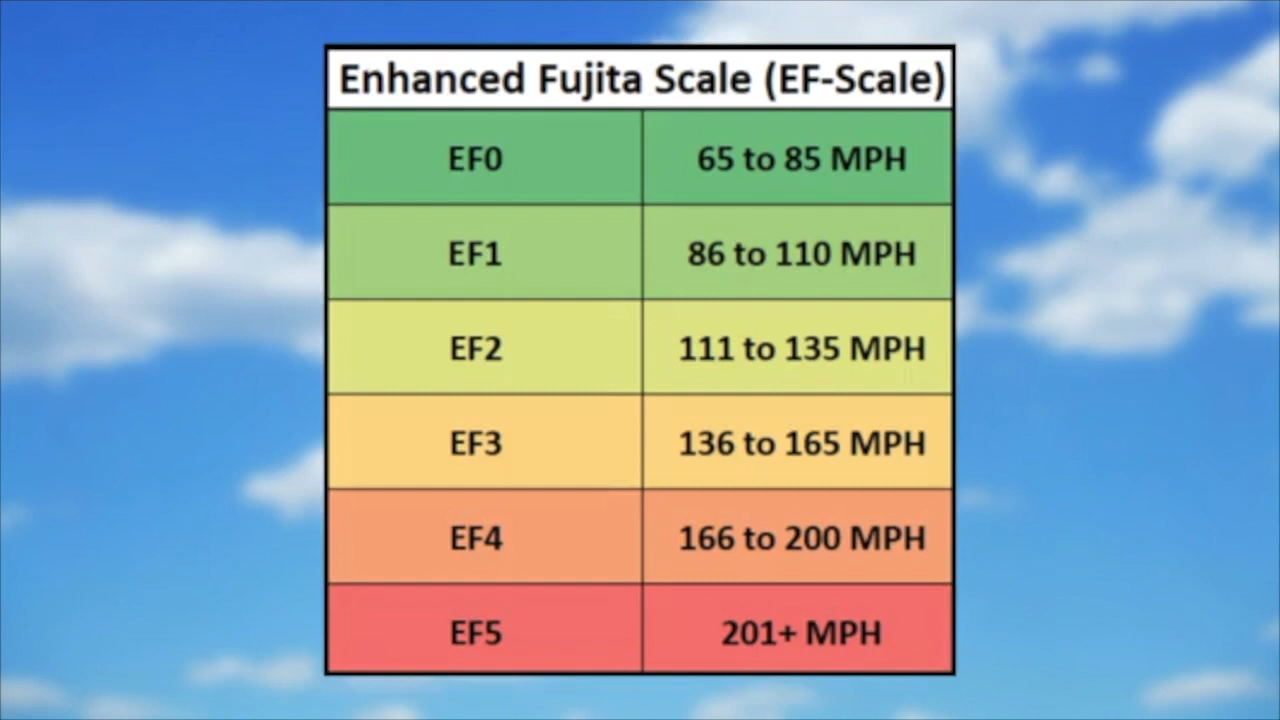 Enhanced Fujita Scale (EF-Scale)
EF0 65 to 85 MPH
EF1 86 to 110 MPH
EF2 111 to 135 MPH
EF3 136 to 165 MPH
EF4 166 to 200 MPH
EF5 201+ MPH